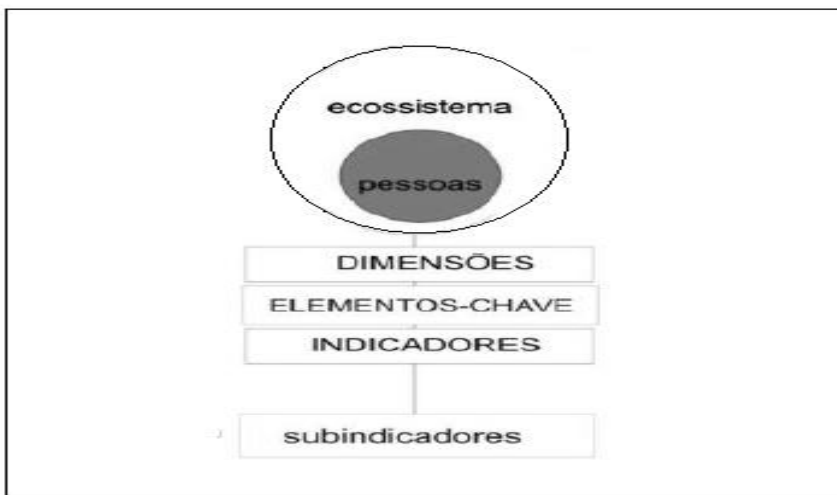 ecossistema
pessoas
DIMENSÕES
ELEMENTOS-CHAVE
INDICADORES
subindicadores